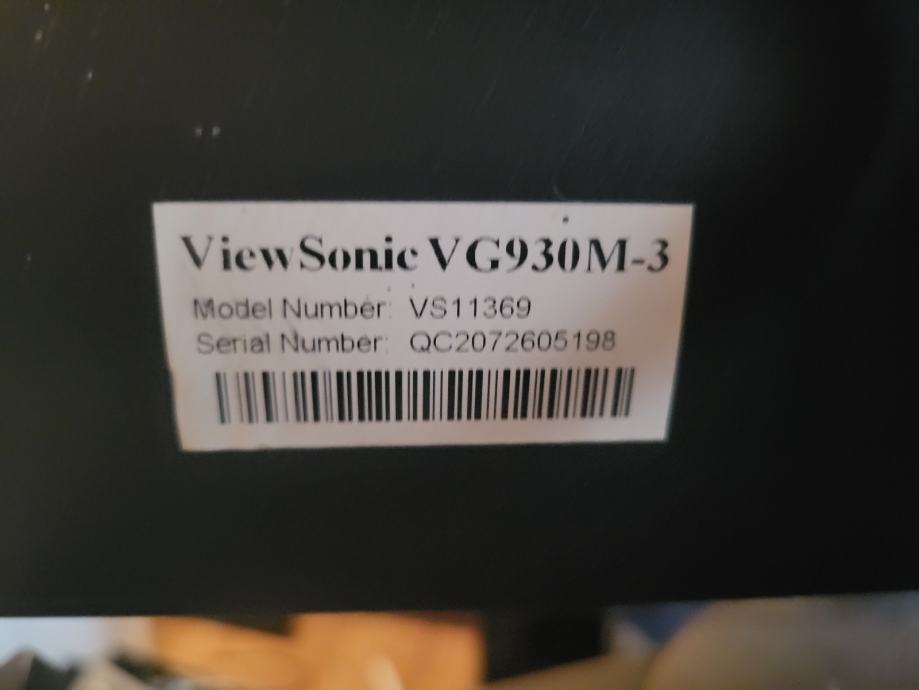 ViewSonic VG930M-3
Model Number: VS11369
Serial Number: QC2072605198